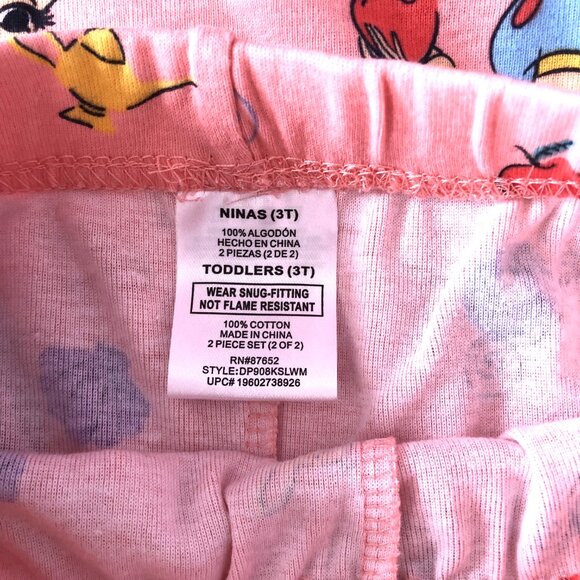 NINAS (3T)
100% ALGODÓN
HECHO EN CHINA
2 PIEZAS (2 DE 2)
TODDLERS (3T)
WEAR SNUG-FITTING
NOT FLAME RESISTANT
100% COTTON
MADE IN CHINA
2 PIECE SET (2 OF 2)
RN#87652
STYLE:DP908KSLWM
UPC# 19602738926